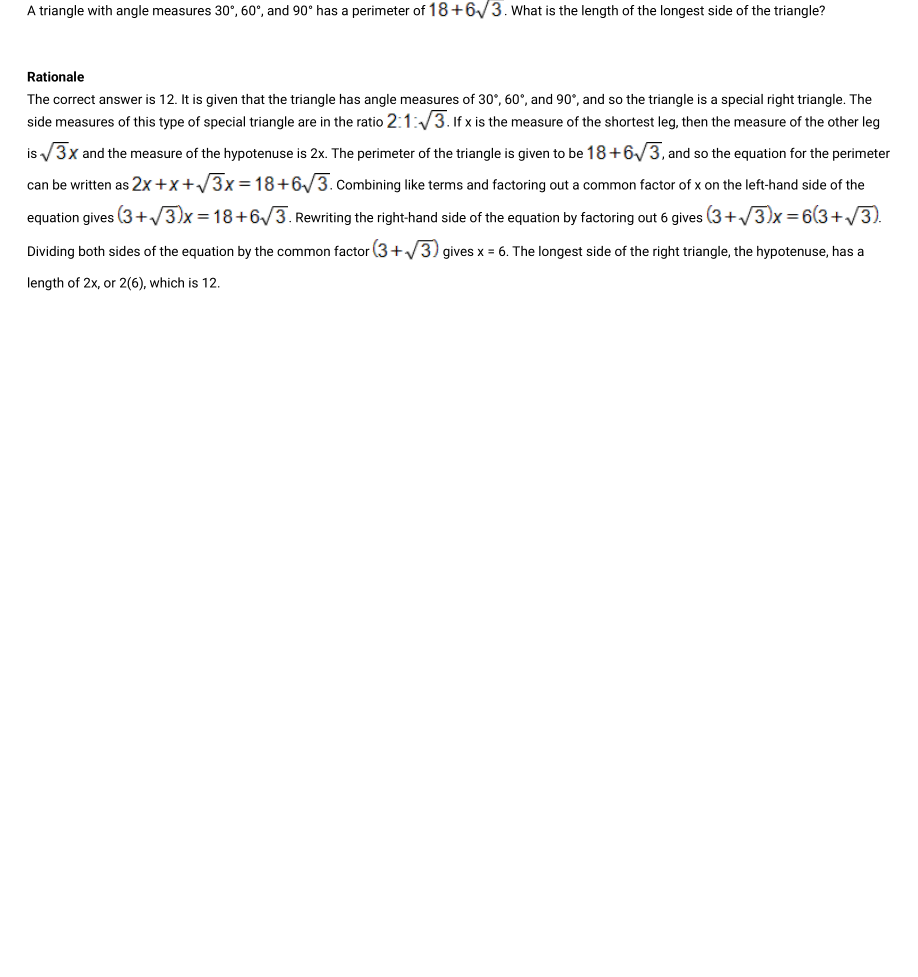 A triangle with angle measures 30°, 60°, and 90° has a perimeter of 18+6√3. What is the length of the longest side of the triangle?
Rationale
The correct answer is 12. It is given that the triangle has angle measures of 30°, 60°, and 90°, and so the triangle is a special right triangle. The
side measures of this type of special triangle are in the ratio 2:1:√3. If x is the measure of the shortest leg, then the measure of the other leg
is √3x and the measure of the hypotenuse is 2x. The perimeter of the triangle is given to be 18+6√3, and so the equation for the perimeter
can be written as 2x+x+√3x=18+6√3. Combining like terms and factoring out a common factor of x on the left-hand side of the
equation gives (3+√3)x=18+6√3. Rewriting the right-hand side of the equation by factoring out 6 gives (3+√3)x=6(3+√3).
Dividing both sides of the equation by the common factor (3+√3) gives x = 6. The longest side of the right triangle, the hypotenuse, has a
length of 2x, or 2(6), which is 12.